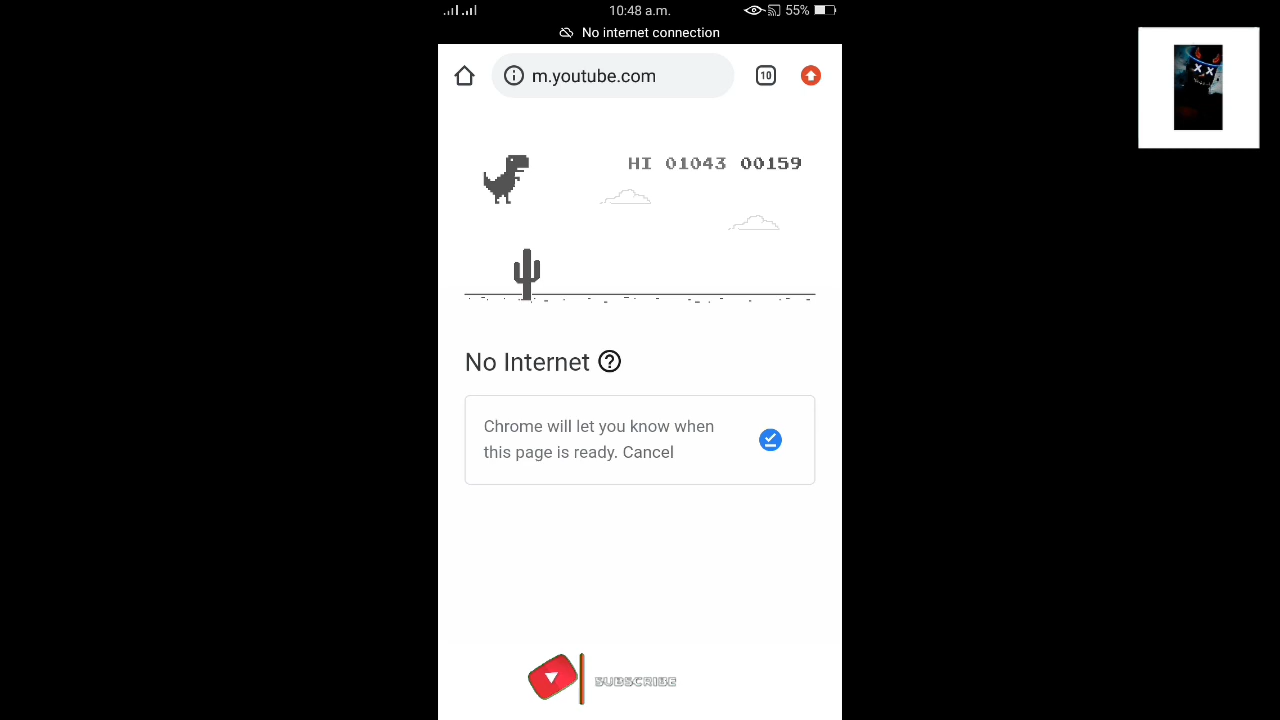 10:48 a.m.
55%
No internet connection
m.youtube.com
10
HI 01043 00159
No Internet
Chrome will let you know when
this page is ready. Cancel
SUBSCRIBE